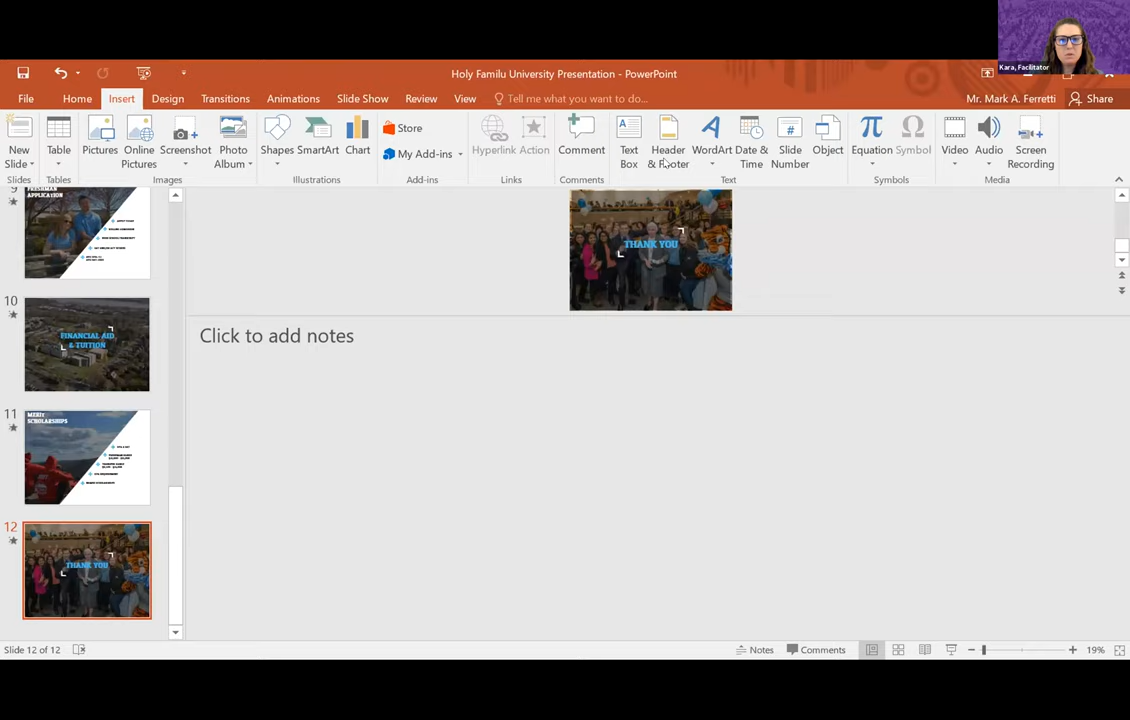 Kara, Facilitator
Holy Familu University Presentation - PowerPoint
File Home Insert Design Transitions Animations Slide Show Review View Tell me what you want to do... Mr. Mark A. Ferretti Share
New Slide
Table
Pictures
Online Pictures
Screenshot
Photo Album
Shapes
SmartArt
Chart
Store
My Add-ins
Hyperlink
Action
Comment
Text Box
Header & Footer
WordArt
Date & Time
Slide Number
Object
Equation
Symbol
Video
Audio
Screen Recording
Slides Tables Images Illustrations Add-ins Links Comments Text Symbols Media
9
FRESHMAN
APPLICATION
10
FINANCIAL AID
& TUITION
11
MERIT
SCHOLARSHIPS
12
THANK YOU
THANK YOU
Click to add notes
Slide 12 of 12 Notes Comments 19%